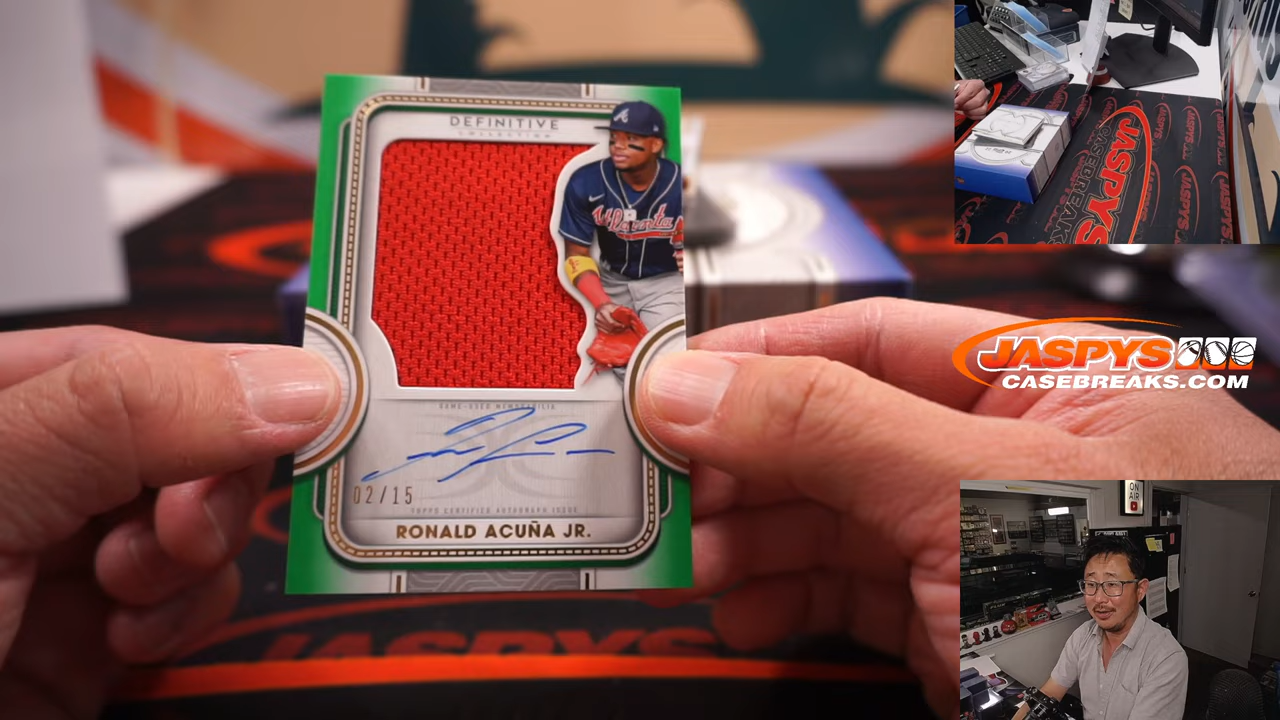 DEFINITIVE
COLLECTION
Atlanta
GAME-USED MEMORABILIA
02/15
TOPPS CERTIFIED AUTOGRAPH ISSUE
RONALD ACUÑA JR.
JASPYS
JASPYS
CASEBREAKS
JASPYS
CASEBREAKS.COM
ON
AIR